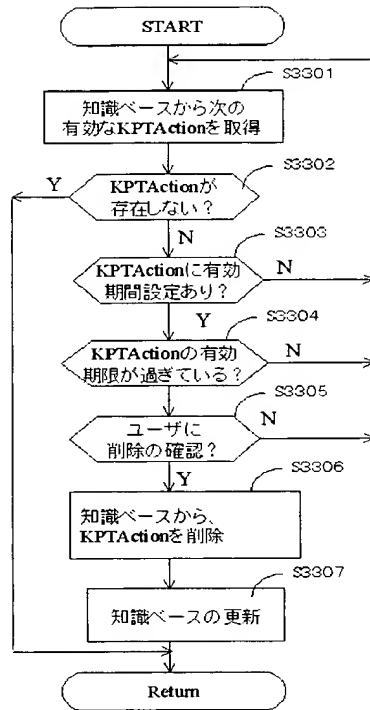 START
S3301
知識ベースから次の
有効なKPTActionを取得
S3302
Y
KPTActionが
存在しない?
N
S3303
KPTActionに有効
期間設定あり?
N
Y
S3304
KPTActionの有効
期限が過ぎている?
N
S3305
ユーザに
削除の確認?
N
Y
S3306
知識ベースから、
KPTActionを削除
S3307
知識ベースの更新
Return